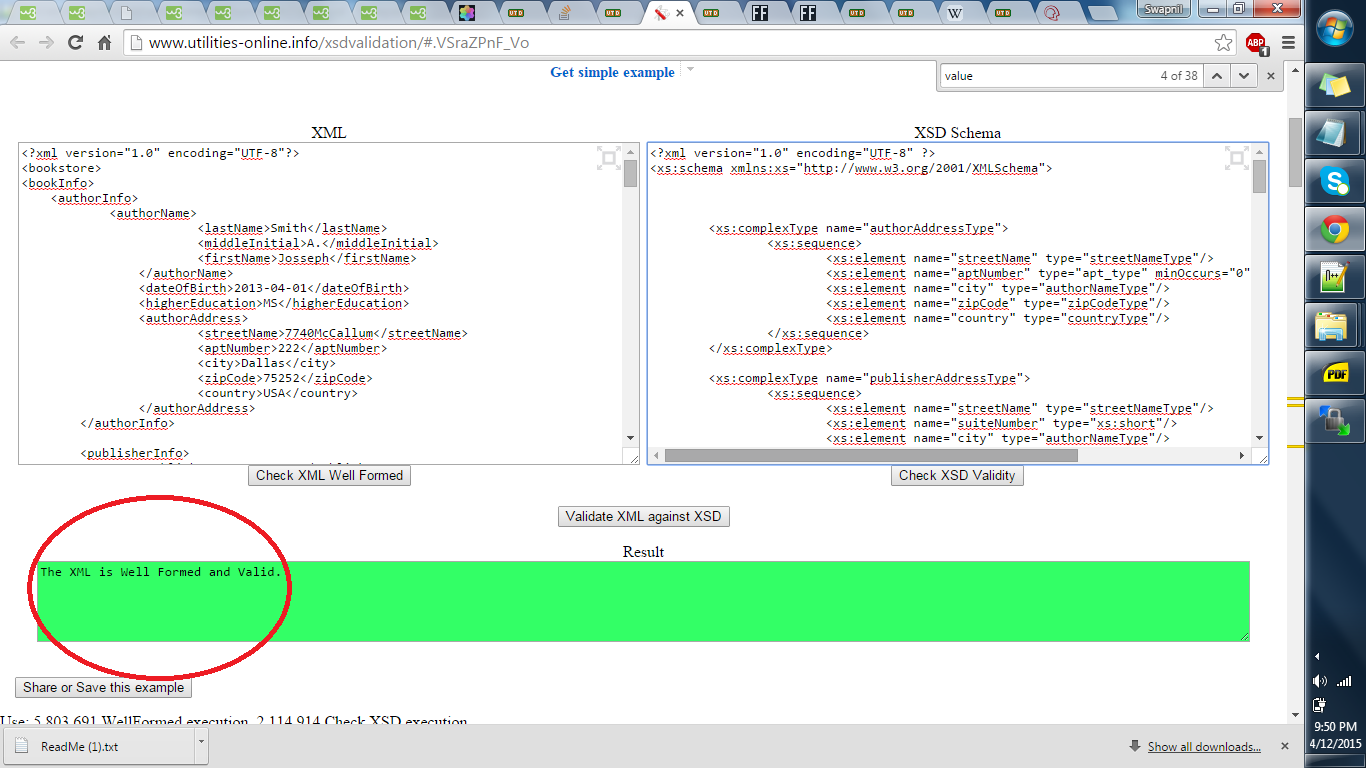 Swapnil
www.utilities-online.info/xsdvalidation/#.VSraZPnF_Vo
ABP
1
Get simple example
value
4 of 38
XML
XSD Schema
<?xml version="1.0" encoding="UTF-8"?>
<bookstore>
<bookInfo>
<authorInfo>
<authorName>
<lastName>Smith</lastName>
<middleInitial>A.</middleInitial>
<firstName>Josseph</firstName>
</authorName>
<dateOfBirth>2013-04-01</dateOfBirth>
<higherEducation>MS</higherEducation>
<authorAddress>
<streetName>7740McCallum</streetName>
<aptNumber>222</aptNumber>
<city>Dallas</city>
<zipCode>75252</zipCode>
<country>USA</country>
</authorAddress>
</authorInfo>
<publisherInfo>
<?xml version="1.0" encoding="UTF-8" ?>
<xs:schema xmlns:xs="http://www.w3.org/2001/XMLSchema">
<xs:complexType name="authorAddressType">
<xs:sequence>
<xs:element name="streetName" type="streetNameType"/>
<xs:element name="aptNumber" type="apt_type" minOccurs="0"
<xs:element name="city" type="authorNameType"/>
<xs:element name="zipCode" type="zipCodeType"/>
<xs:element name="country" type="countryType"/>
</xs:sequence>
</xs:complexType>
<xs:complexType name="publisherAddressType">
<xs:sequence>
<xs:element name="streetName" type="streetNameType"/>
<xs:element name="suiteNumber" type="xs:short"/>
<xs:element name="city" type="authorNameType"/>
Check XML Well Formed
Check XSD Validity
Validate XML against XSD
Result
The XML is Well Formed and Valid.
Share or Save this example
Use: 5,803,691 WellFormed execution, 2,114,914 Check XSD execution
ReadMe (1).txt
Show all downloads...
PDF
9:50 PM
4/12/2015